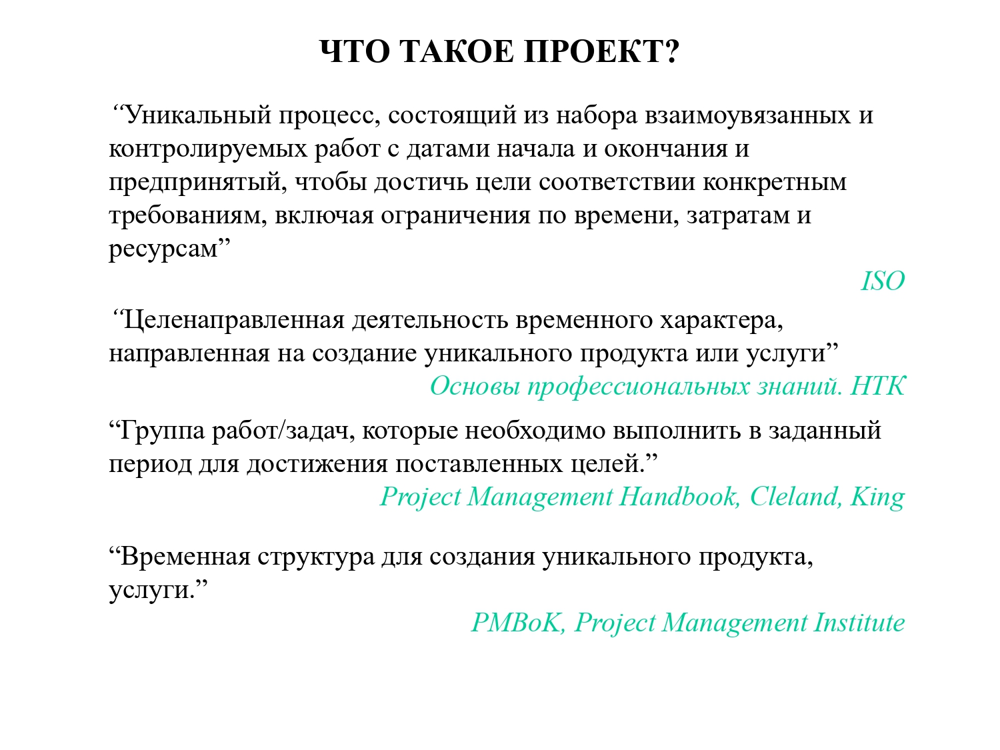 ЧТО ТАКОЕ ПРОЕКТ?
“Уникальный процесс, состоящий из набора взаимоувязанных и
контролируемых работ с датами начала и окончания и
предпринятый, чтобы достичь цели соответствии конкретным
требованиям, включая ограничения по времени, затратам и
ресурсам”
ISO
“Целенаправленная деятельность временного характера,
направленная на создание уникального продукта или услуги”
Основы профессиональных знаний. НТК
“Группа работ/задач, которые необходимо выполнить в заданный
период для достижения поставленных целей.”
Project Management Handbook, Cleland, King
“Временная структура для создания уникального продукта,
услуги.”
PMBoK, Project Management Institute